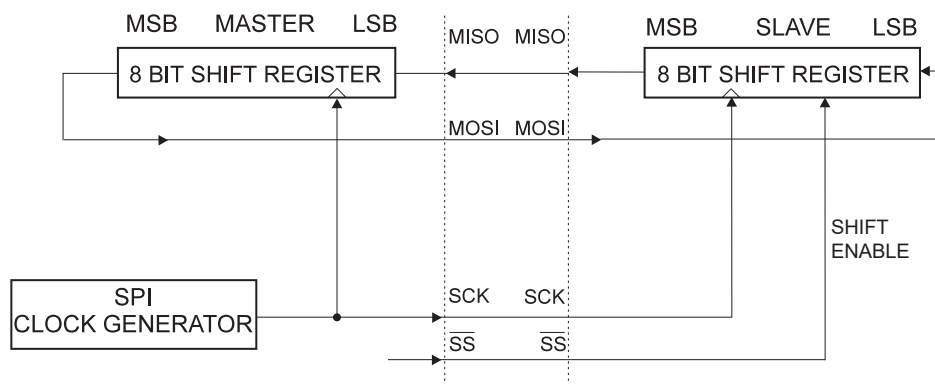 MSB MASTER LSB
MISO MISO
MSB SLAVE LSB
8 BIT SHIFT REGISTER
8 BIT SHIFT REGISTER
MOSI MOSI
SHIFT
ENABLE
SPI
CLOCK GENERATOR
SCK SCK
SS SS